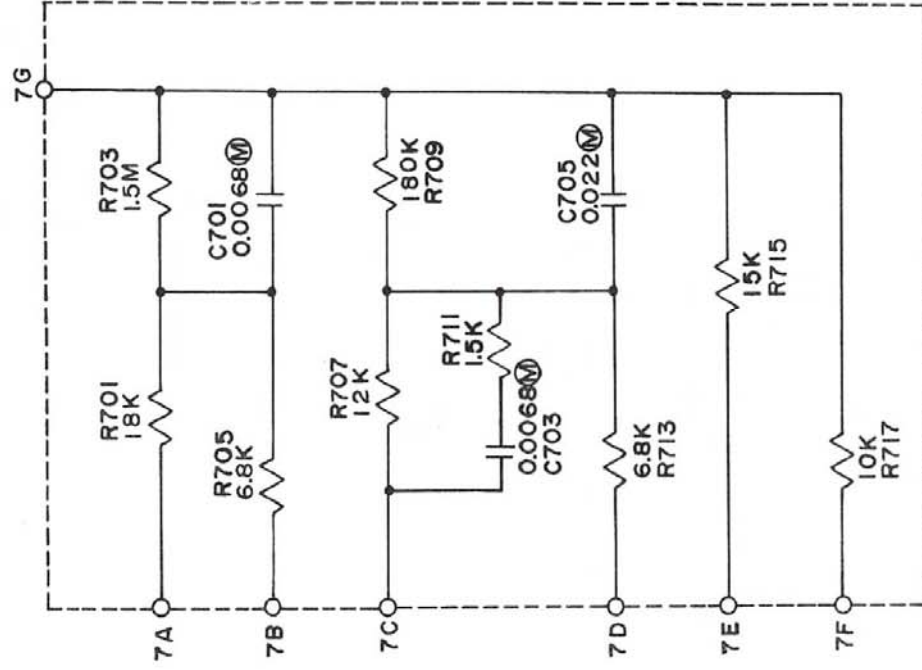 7G
R703
1.5M
C701
0.0068Ⓜ
180K
R709
C705
0.022Ⓜ
15K
R715
R701
18K
R705
6.8K
R707
12K
R711
1.5K
0.0068Ⓜ
C703
6.8K
R713
10K
R717
7A
7B
7C
7D
7E
7F